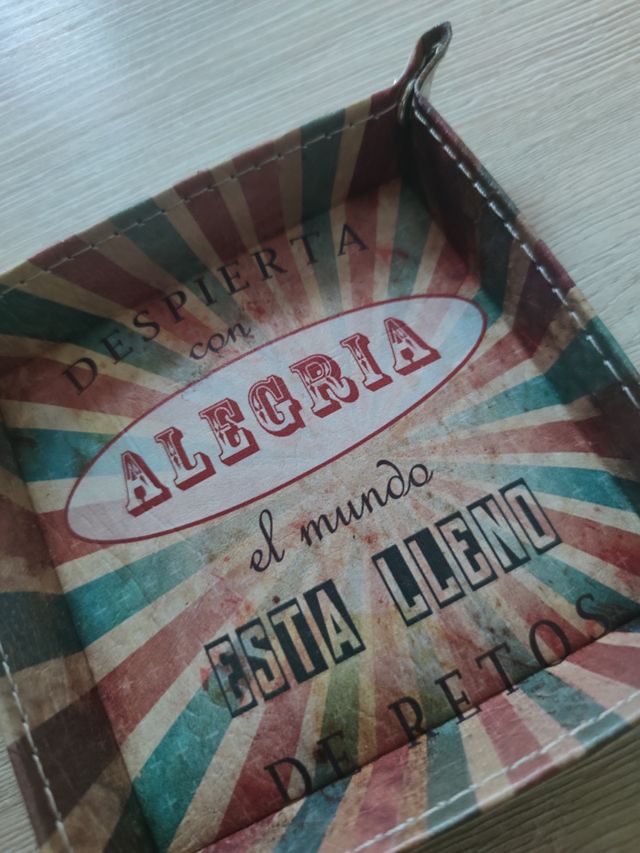 DESPIERTA
con
ALEGRIA
el mundo
ESTA LLENO
DE RETOS